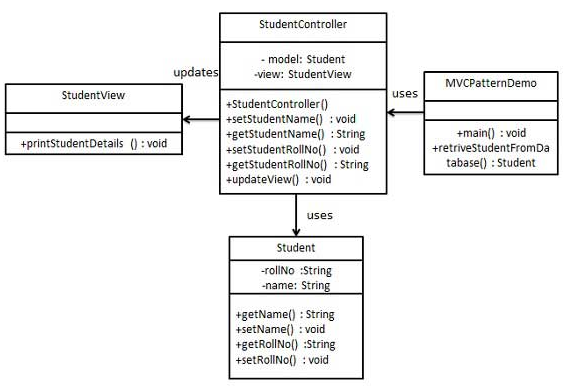 StudentController
- model: Student
-view: StudentView
+StudentController()
+setStudentName() : void
+getStudentName() : String
+setStudentRollNo() : void
+getStudentRollNo() : String
+updateView() : void
updates
StudentView
+printStudentDetails () : void
uses
MVCPatternDemo
+main() : void
+retriveStudentFromDa
tabase() : Student
uses
Student
-rollNo :String
-name: String
+getName() : String
+setName() : void
+getRollNo() :String
+setRollNo() : void